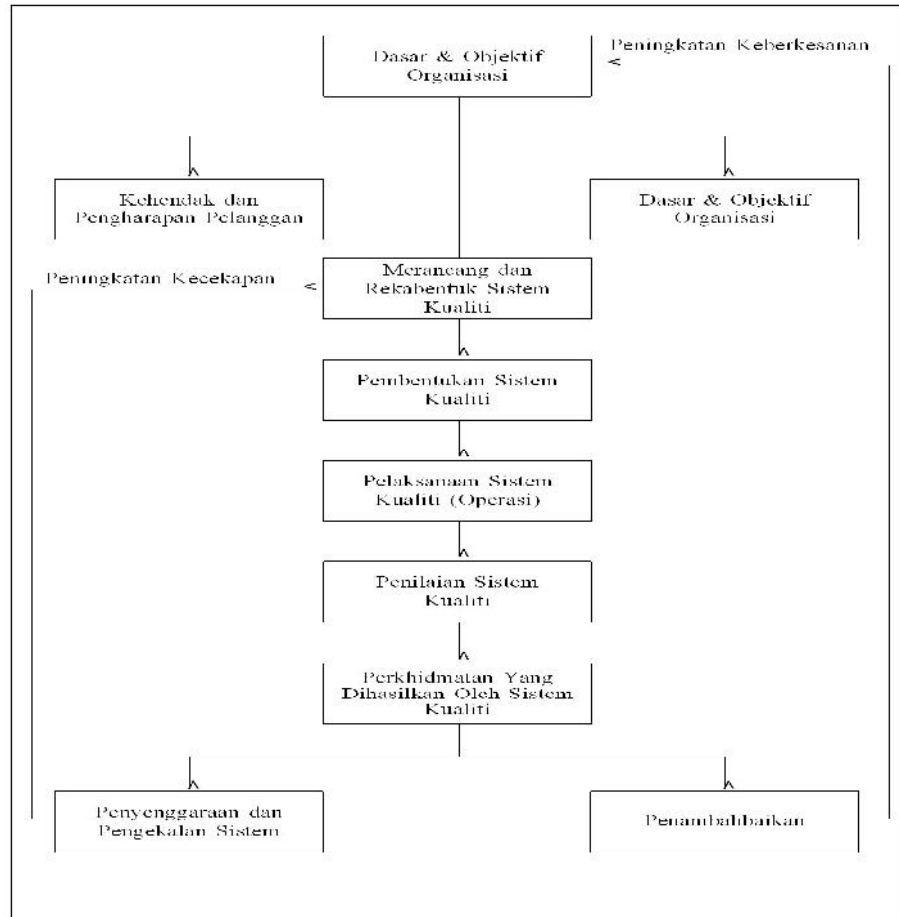 Dasar & Objektif
Organisasi
Peningkatan Keberkesanan
Kehendak dan
Pengharapan Pelanggan
Dasar & Objektif
Organisasi
Peningkatan Kecekapan
Merancang dan
Rekabentuk Sistem
Kualiti
Pembentukan Sistem
Kualiti
Pelaksanaan Sistem
Kualiti (Operasi)
Penilaian Sistem
Kualiti
Perkhidmatan Yang
Dihasilkan Oleh Sistem
Kualiti
Penyenggaraan dan
Pengekalan Sistem
Penambahbaikan